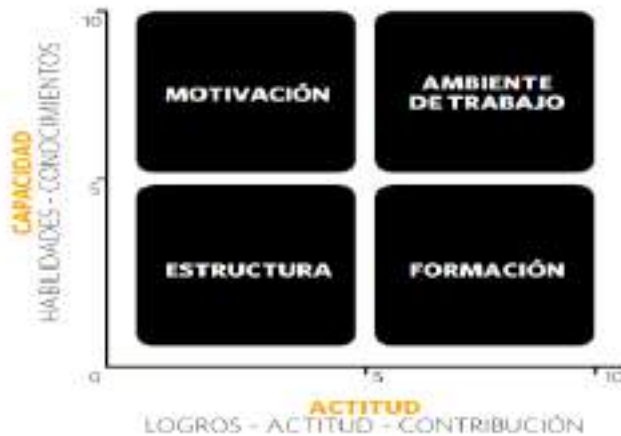 10
MOTIVACIÓN
AMBIENTE
DE TRABAJO
CAPACIDAD
HABILIDADES - CONOCIMIENTOS
5
ESTRUCTURA
FORMACIÓN
0
5
10
ACTITUD
LOGROS - ACTITUD - CONTRIBUCIÓN